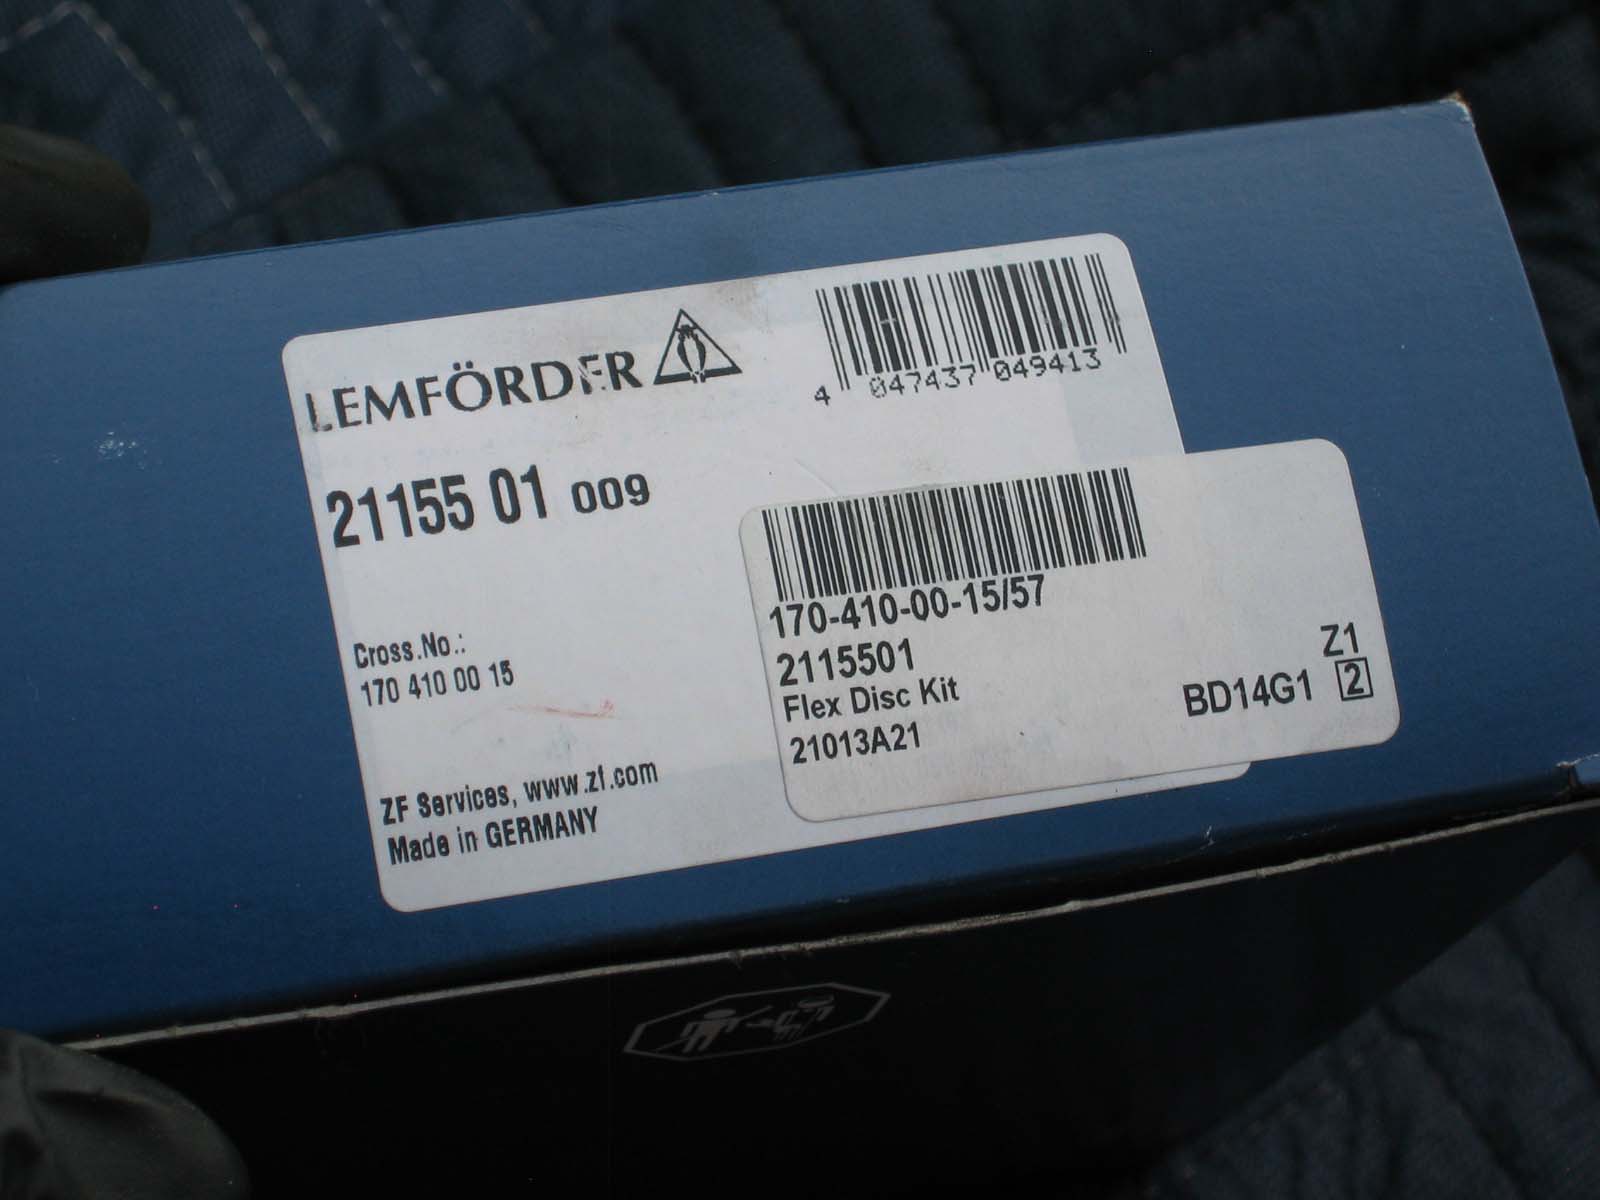 LEMFÖRDER
4 047437 049413
21155 01 009
Cross.No.:
170 410 00 15
ZF Services, www.zf.com
Made in GERMANY
170-410-00-15/57
2115501
Flex Disc Kit
21013A21
Z1
BD14G1 2